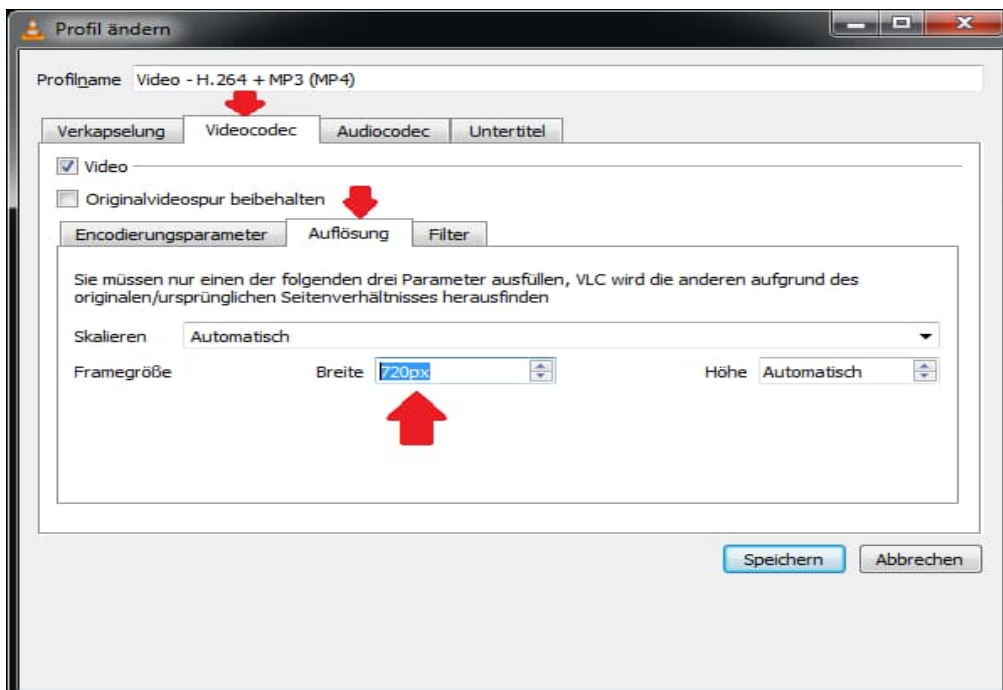 Profil ändern
Profilname Video - H.264 + MP3 (MP4)
Verkapselung Videocodec Audiocodec Untertitel
Video
Originalvideospur beibehalten
Encodierungsparameter Auflösung Filter
Sie müssen nur einen der folgenden drei Parameter ausfüllen, VLC wird die anderen aufgrund des
originalen/ursprünglichen Seitenverhältnisses herausfinden
Skalieren Automatisch
Framegröße Breite 720px Höhe Automatisch
Speichern Abbrechen